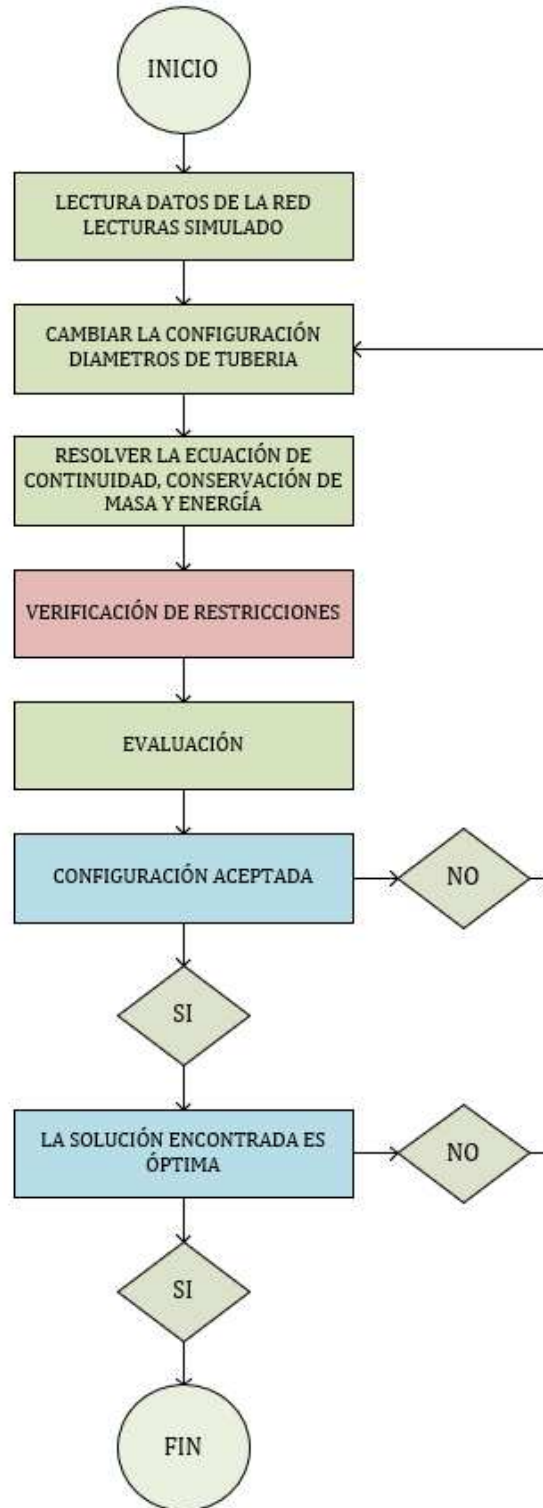 INICIO
LECTURA DATOS DE LA RED
LECTURAS SIMULADO
CAMBIAR LA CONFIGURACIÓN
DIAMETROS DE TUBERIA
RESOLVER LA ECUACIÓN DE
CONTINUIDAD, CONSERVACIÓN DE
MASA Y ENERGÍA
VERIFICACIÓN DE RESTRICCIONES
EVALUACIÓN
CONFIGURACIÓN ACEPTADA
NO
SI
LA SOLUCIÓN ENCONTRADA ES
ÓPTIMA
NO
SI
FIN